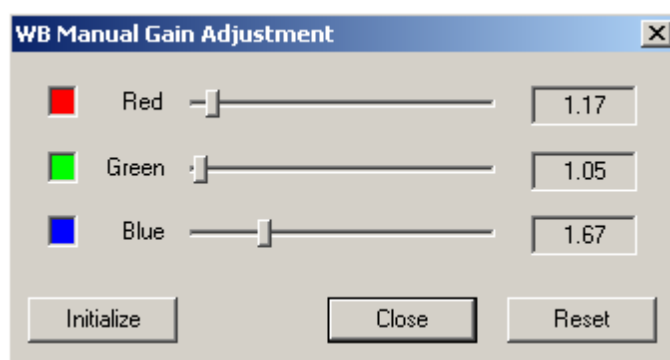 WB Manual Gain Adjustment
Red 1.17
Green 1.05
Blue 1.67
Initialize Close Reset